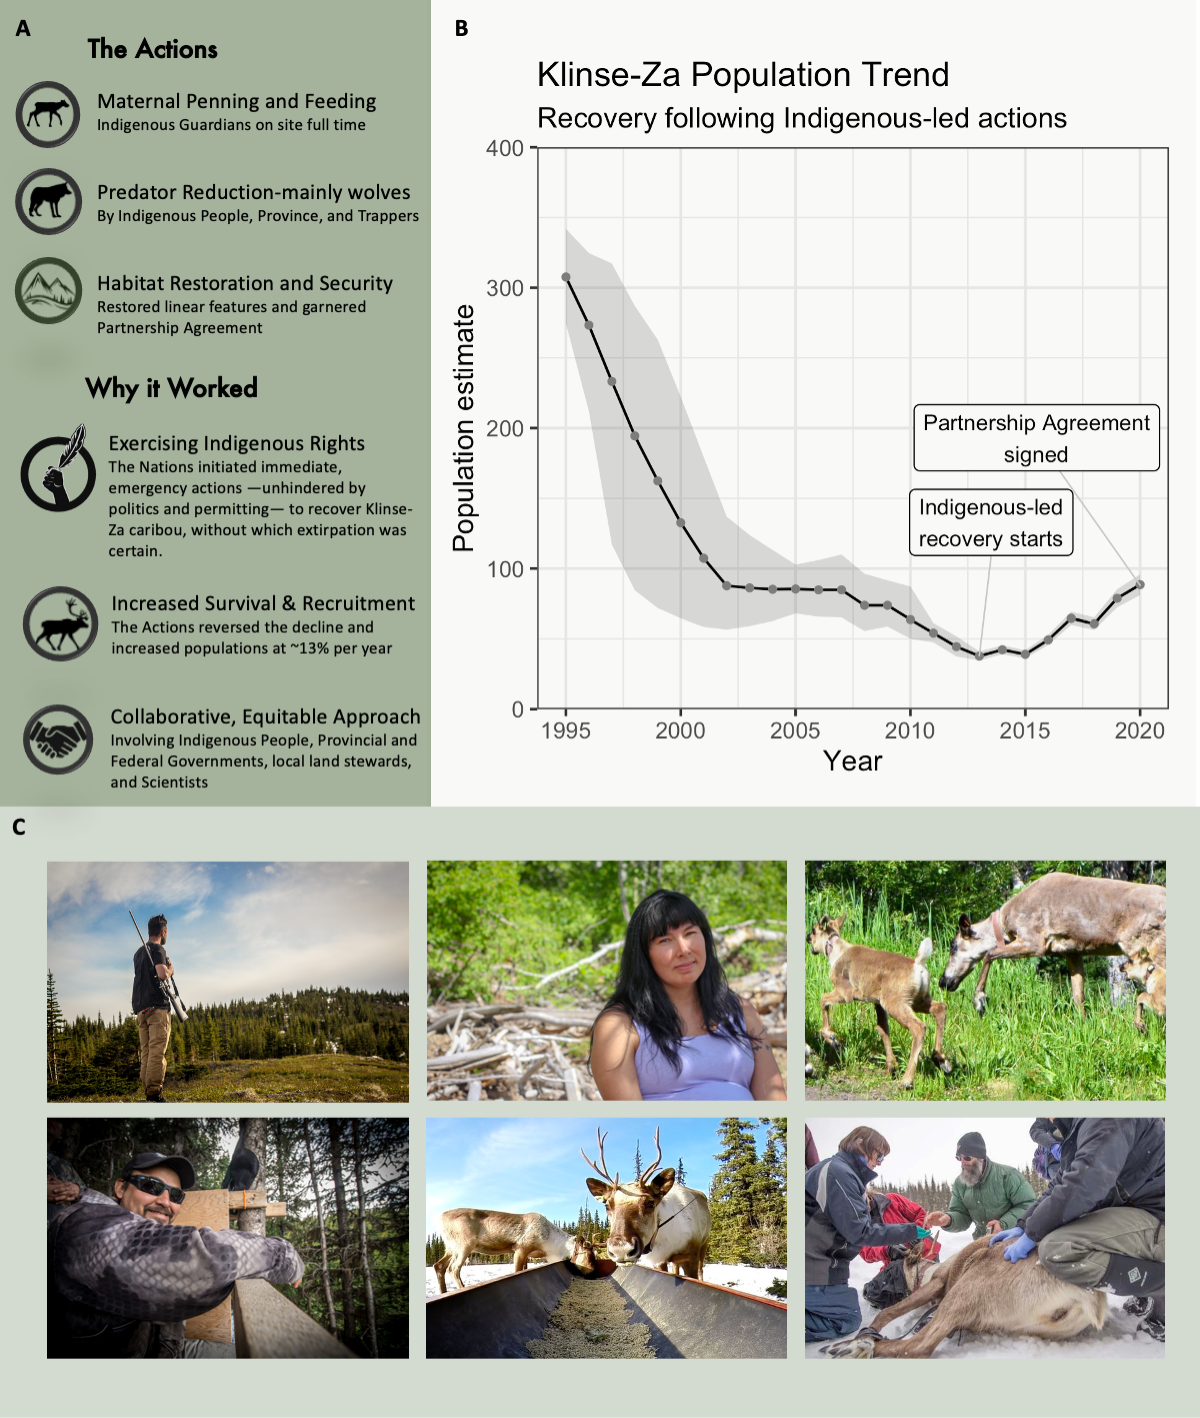 A
The Actions
Maternal Penning and Feeding
Indigenous Guardians on site full time
Predator Reduction-mainly wolves
By Indigenous People, Province, and Trappers
Habitat Restoration and Security
Restored linear features and garnered
Partnership Agreement
Why it Worked
Exercising Indigenous Rights
The Nations initiated immediate,
emergency actions —unhindered by
politics and permitting— to recover Klinse-
Za caribou, without which extirpation was
certain.
Increased Survival & Recruitment
The Actions reversed the decline and
increased populations at ~13% per year
Collaborative, Equitable Approach
Involving Indigenous People, Provincial and
Federal Governments, local land stewards,
and Scientists
B
Klinse-Za Population Trend
Recovery following Indigenous-led actions
Population estimate
400
300
200
100
0
Partnership Agreement
signed
Indigenous-led
recovery starts
1995 2000 2005 2010 2015 2020
Year
C